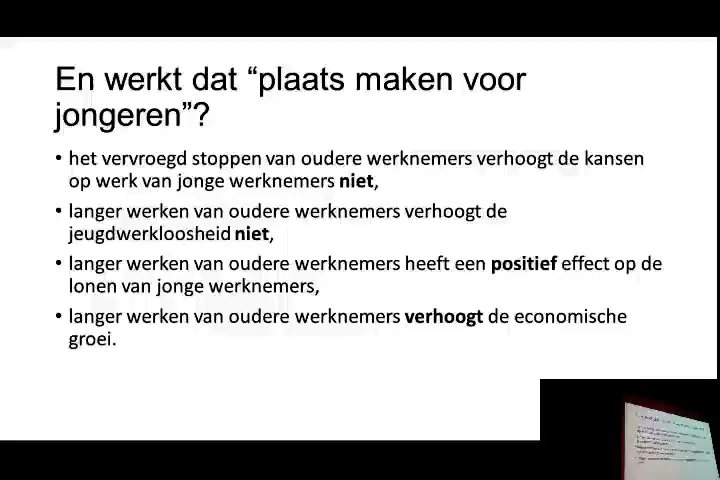 En werkt dat “plaats maken voor
jongeren”?
• het vervroegd stoppen van oudere werknemers verhoogt de kansen
op werk van jonge werknemers niet,
• langer werken van oudere werknemers verhoogt de
jeugdwerkloosheid niet,
• langer werken van oudere werknemers heeft een positief effect op de
lonen van jonge werknemers,
• langer werken van oudere werknemers verhoogt de economische
groei.